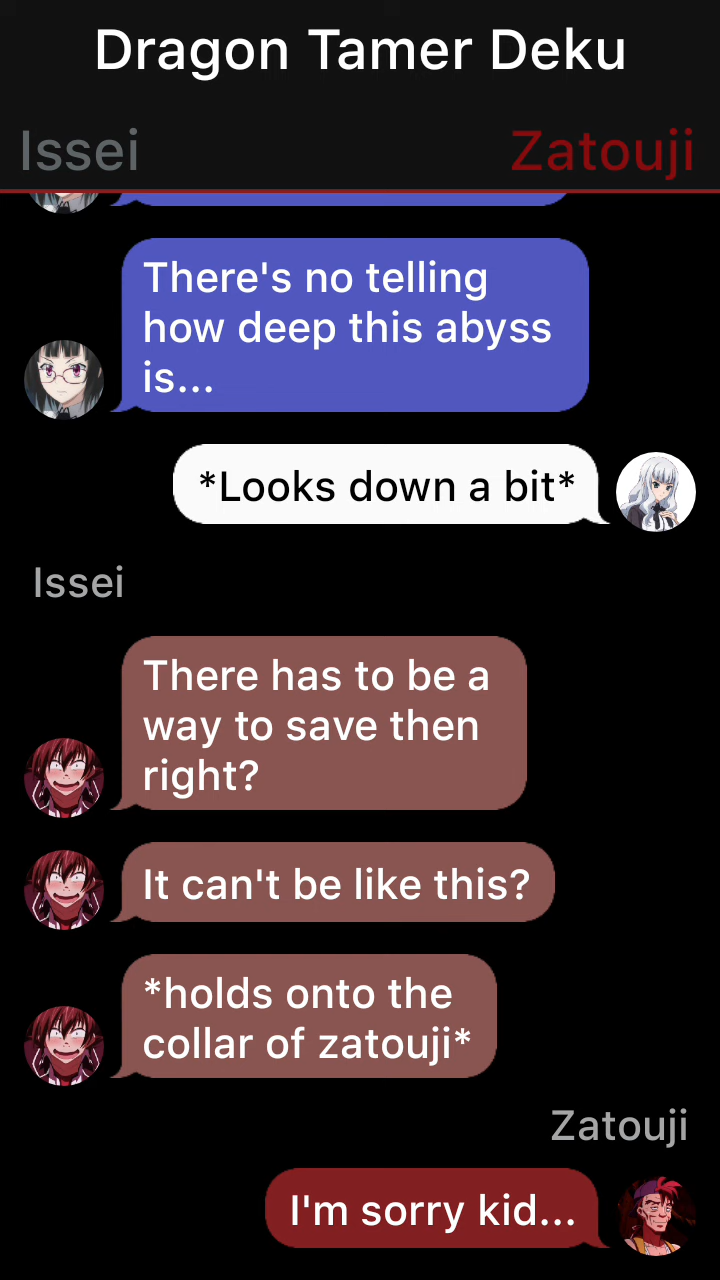 Dragon Tamer Deku
Issei
Zatouji
There's no telling
how deep this abyss
is...
*Looks down a bit*
Issei
There has to be a
way to save then
right?
It can't be like this?
*holds onto the
collar of zatouji*
Zatouji
I'm sorry kid...